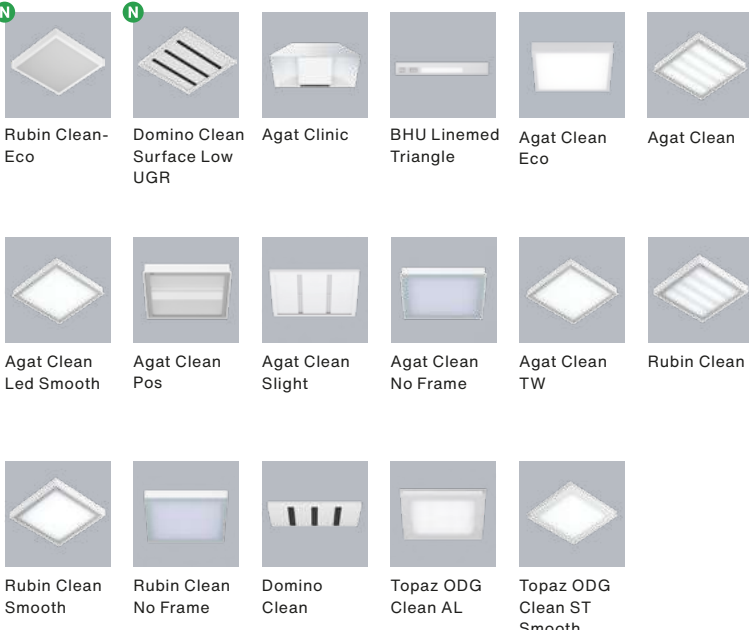 N
N
Rubin Clean-
Eco
Domino Clean
Surface Low
UGR
Agat Clinic
BHU Linemed
Triangle
Agat Clean
Eco
Agat Clean
Agat Clean
Led Smooth
Agat Clean
Pos
Agat Clean
Slight
Agat Clean
No Frame
Agat Clean
TW
Rubin Clean
Rubin Clean
Smooth
Rubin Clean
No Frame
Domino
Clean
Topaz ODG
Clean AL
Topaz ODG
Clean ST
Smooth